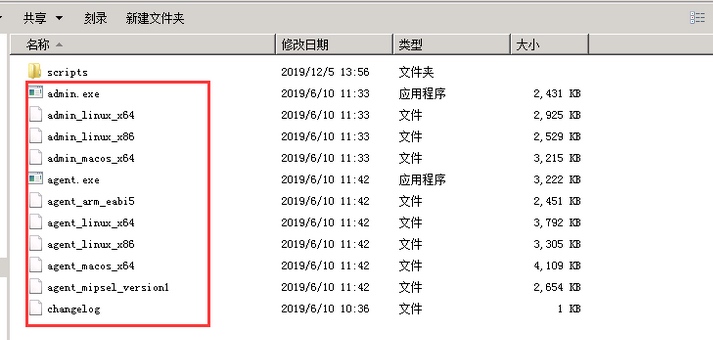 共享 刻录 新建文件夹
名称 修改日期 类型 大小
scripts 2019/12/5 13:56 文件夹
admin.exe 2019/6/10 11:33 应用程序 2,431 KB
admin_linux_x64 2019/6/10 11:33 文件 2,925 KB
admin_linux_x86 2019/6/10 11:33 文件 2,529 KB
admin_macos_x64 2019/6/10 11:33 文件 3,215 KB
agent.exe 2019/6/10 11:42 应用程序 3,222 KB
agent_arm_eabi5 2019/6/10 11:42 文件 2,451 KB
agent_linux_x64 2019/6/10 11:42 文件 3,792 KB
agent_linux_x86 2019/6/10 11:42 文件 3,305 KB
agent_macos_x64 2019/6/10 11:42 文件 4,109 KB
agent_mipsel_version1 2019/6/10 11:42 文件 2,654 KB
changelog 2019/6/10 10:36 文件 1 KB